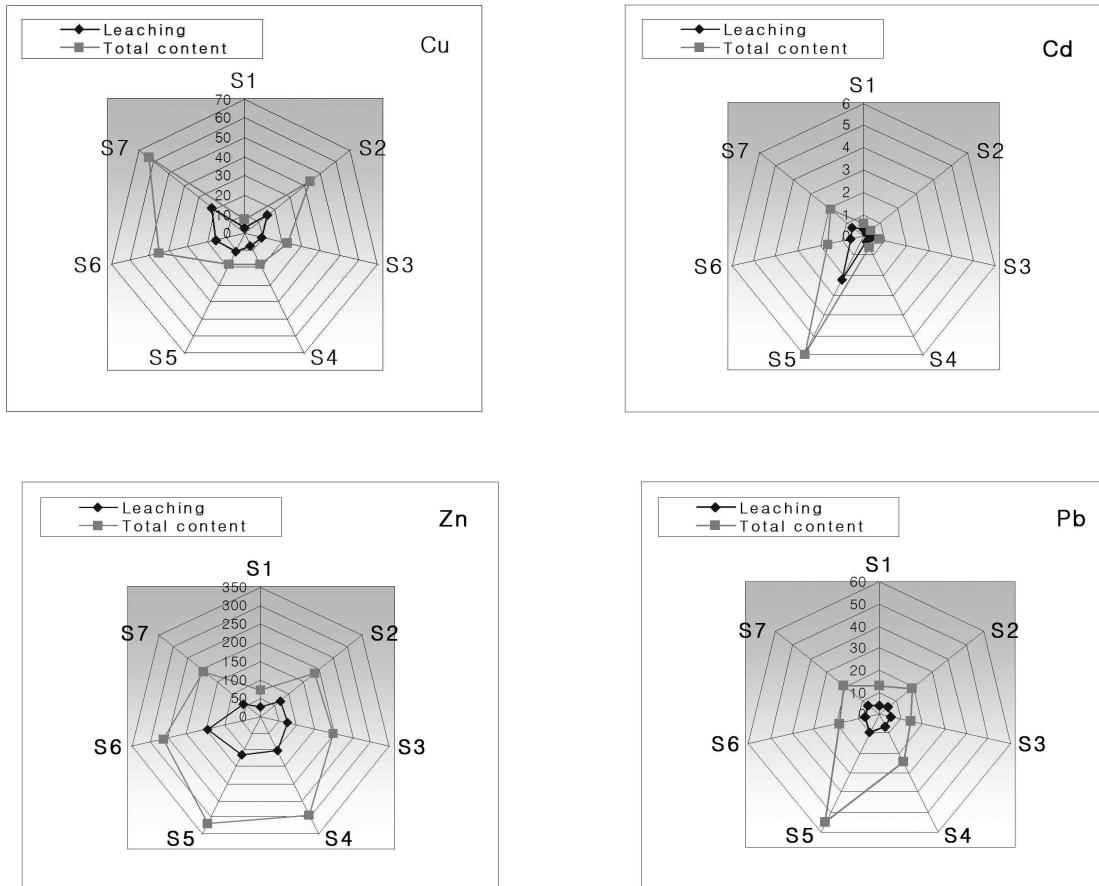 Leaching
Total content
Cu
S1
70
60
50
40
30
20
10
0
S2
S3
S4
S5
S6
S7
Leaching
Total content
Cd
S1
6
5
4
3
2
1
0
S2
S3
S4
S5
S6
S7
Leaching
Total content
Zn
S1
350
300
250
200
150
100
50
0
S2
S3
S4
S5
S6
S7
Leaching
Total content
Pb
S1
60
50
40
30
20
10
0
S2
S3
S4
S5
S6
S7